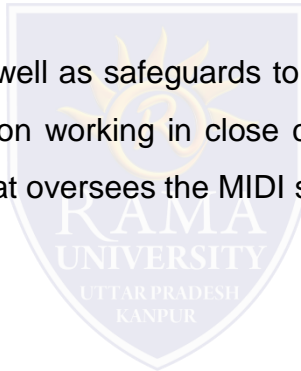 well as safeguards to
on working in close c
at oversees the MIDI s
RAMA
UNIVERSITY
UTTAR PRADESH
KANPUR